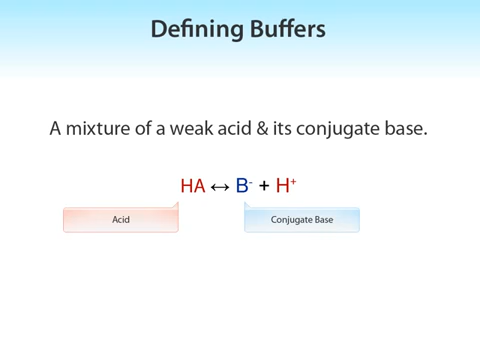 Defining Buffers
A mixture of a weak acid & its conjugate base.
HA ↔ B⁻ + H⁺
Acid
Conjugate Base